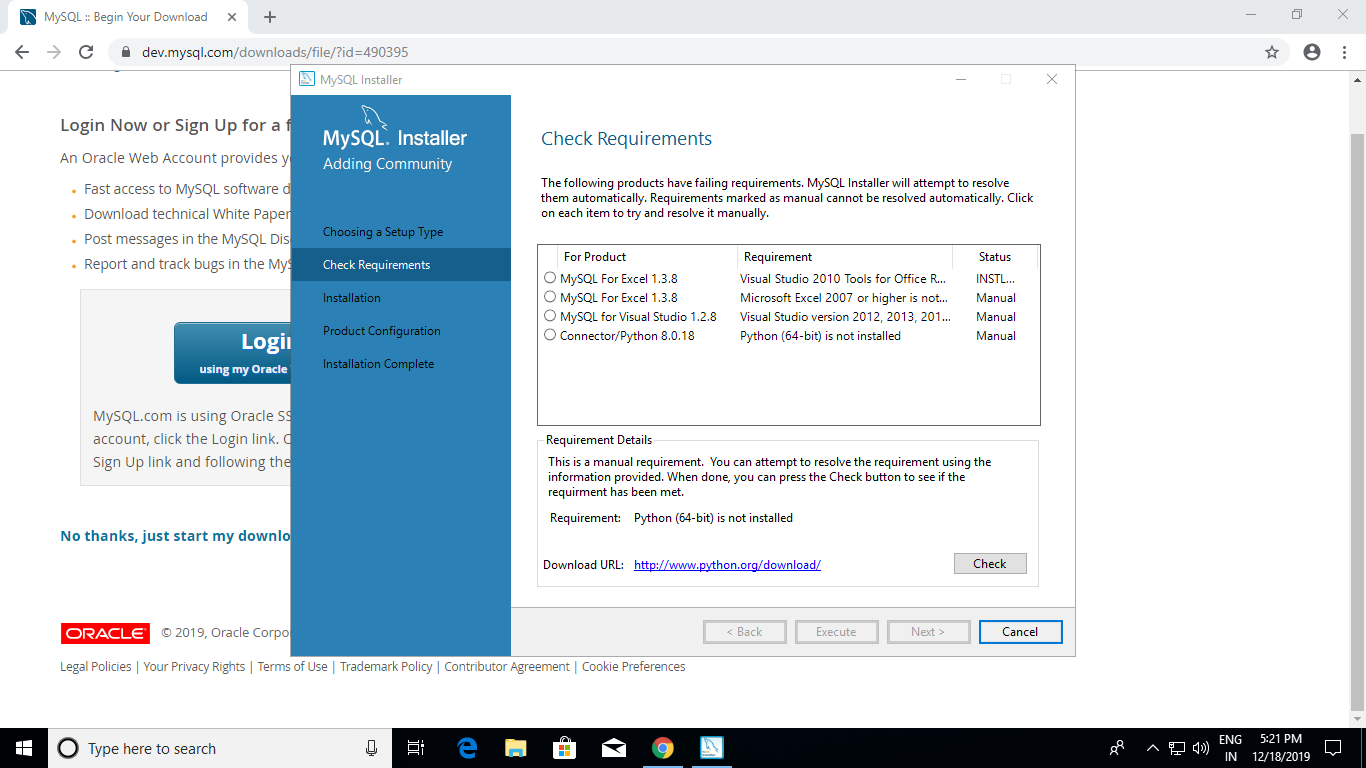 MySQL :: Begin Your Download
dev.mysql.com/downloads/file/?id=490395
Login Now or Sign Up for a f
An Oracle Web Account provides y
Fast access to MySQL software d
Download technical White Paper
Post messages in the MySQL Dis
Report and track bugs in the MyS
Login
using my Oracle
MySQL.com is using Oracle SS
account, click the Login link. O
Sign Up link and following the
No thanks, just start my downlo
ORACLE © 2019, Oracle Corpo
Legal Policies | Your Privacy Rights | Terms of Use | Trademark Policy | Contributor Agreement | Cookie Preferences
MySQL Installer
MySQL. Installer
Adding Community
Choosing a Setup Type
Check Requirements
Installation
Product Configuration
Installation Complete
Check Requirements
The following products have failing requirements. MySQL Installer will attempt to resolve
them automatically. Requirements marked as manual cannot be resolved automatically. Click
on each item to try and resolve it manually.
For Product Requirement Status
MySQL For Excel 1.3.8 Visual Studio 2010 Tools for Office R... INSTL...
MySQL For Excel 1.3.8 Microsoft Excel 2007 or higher is not... Manual
MySQL for Visual Studio 1.2.8 Visual Studio version 2012, 2013, 201... Manual
Connector/Python 8.0.18 Python (64-bit) is not installed Manual
Requirement Details
This is a manual requirement. You can attempt to resolve the requirement using the
information provided. When done, you can press the Check button to see if the
requirment has been met.
Requirement: Python (64-bit) is not installed
Download URL: http://www.python.org/download/ Check
< Back Execute Next > Cancel
Type here to search
ENG
IN
5:21 PM
12/18/2019